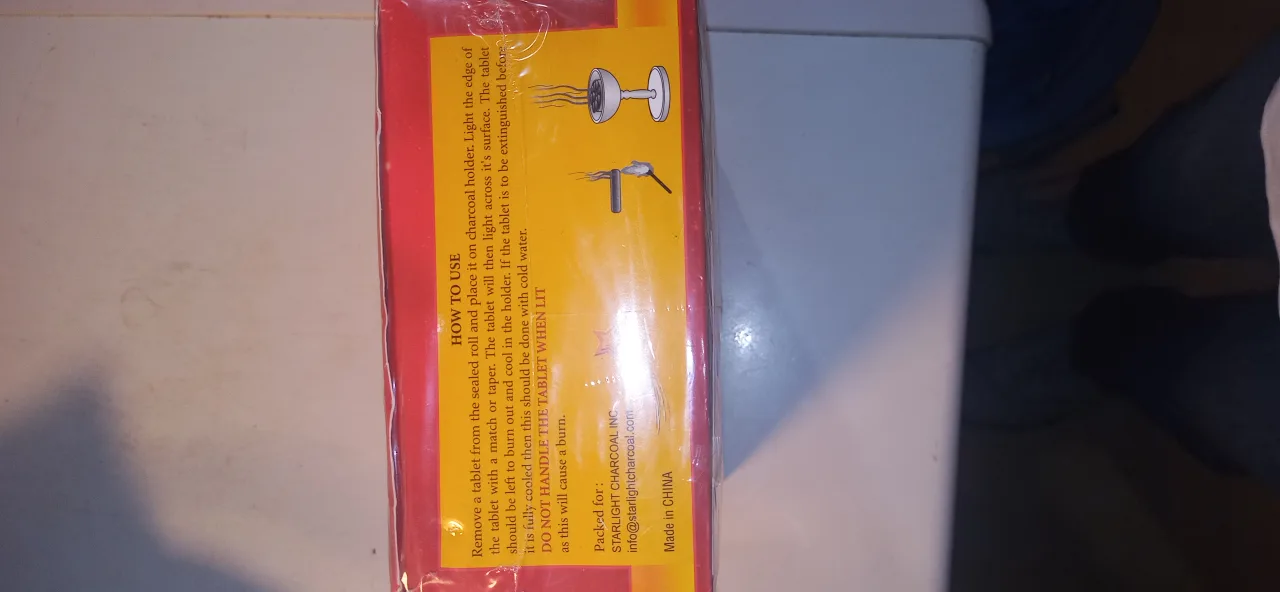 HOW TO USE
Remove a tablet from the sealed roll and place it on charcoal holder. Light the edge of
the tablet with a match or taper. The tablet will then light across it's surface. The tablet
should be left to burn out and cool in the holder. If the tablet is to be extinguished before
it is fully cooled then this should be done with cold water.
DO NOT HANDLE THE TABLET WHEN LIT
as this will cause a burn.
Packed for :
STARLIGHT CHARCOAL INC
info@starlightcharcoal.com
Made in CHINA